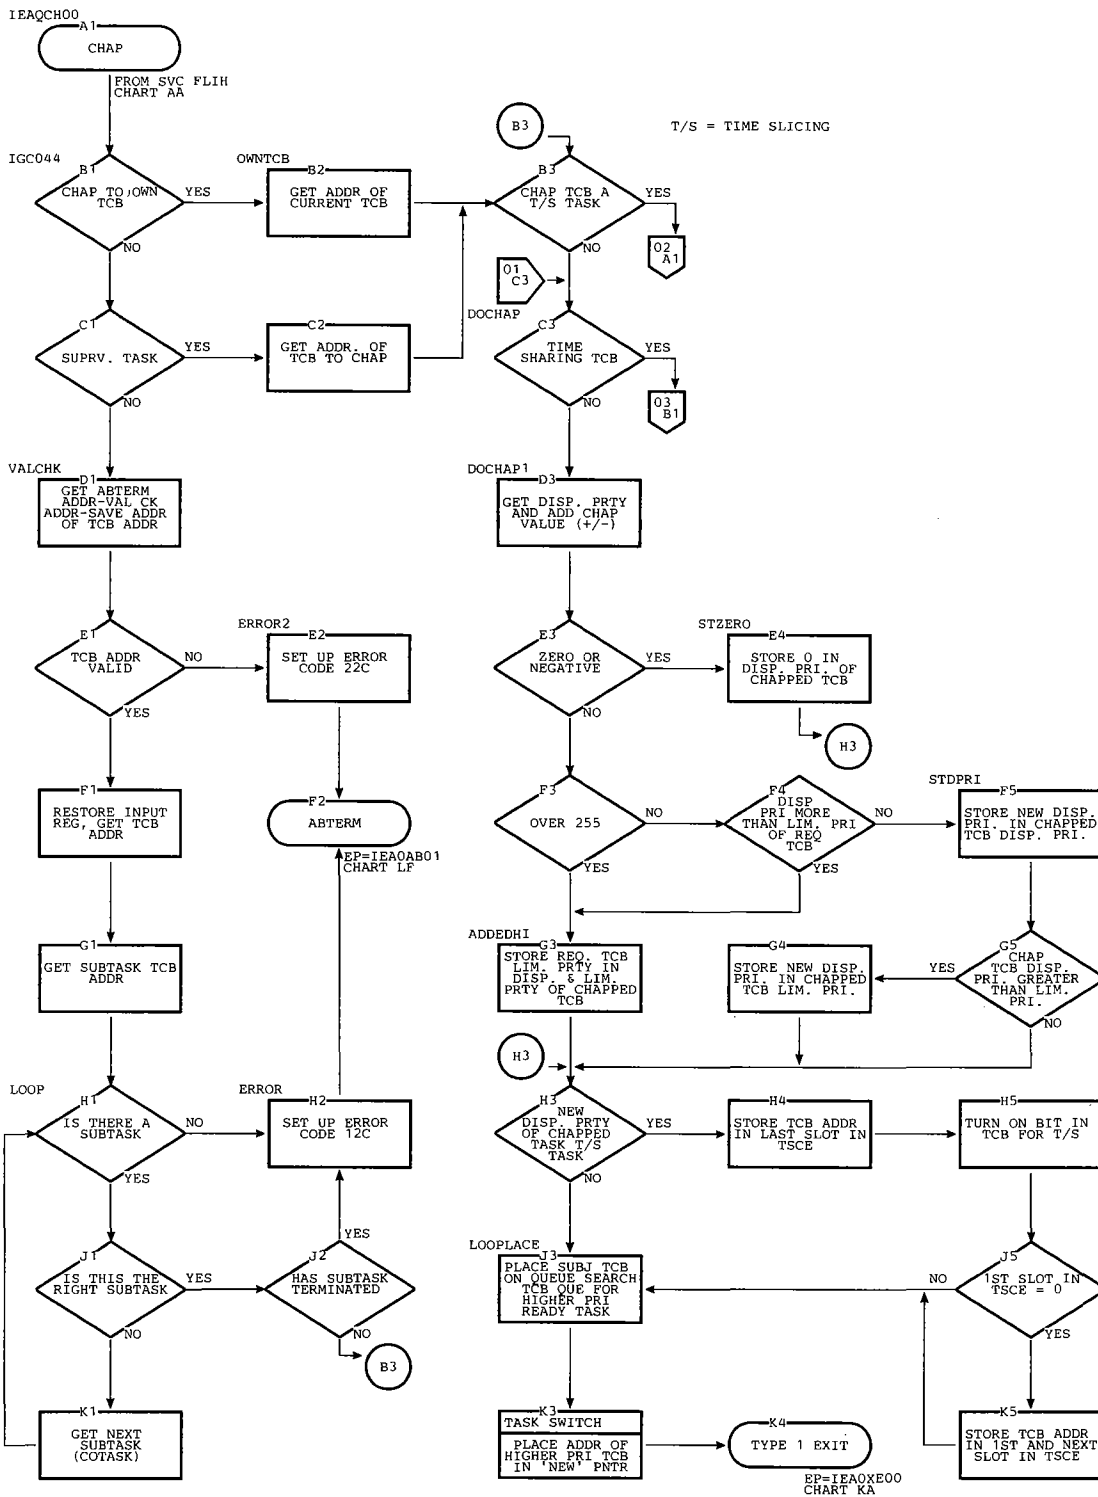 IEAQCH00
A1
CHAP
FROM SVC FLIH
CHART AA
B3
T/S = TIME SLICING
IGC044
B1
CHAP TO OWN
TCB
YES
NO
OWNTCB
B2
GET ADDR OF
CURRENT TCB
B3
CHAP TCB A
T/S TASK
YES
NO
02
A1
01
C3
DOCHAP
C1
SUPRV. TASK
YES
NO
C2
GET ADDR. OF
TCB TO CHAP
C3
TIME
SHARING TCB
YES
NO
03
B1
VALCHK
D1
GET ABTERM
ADDR-VAL CK
ADDR-SAVE ADDR
OF TCB ADDR
DOCHAP1
D3
GET DISP. PRTY
AND ADD CHAP
VALUE (+/-)
E1
TCB ADDR
VALID
NO
YES
ERROR2
E2
SET UP ERROR
CODE 22C
E3
ZERO OR
NEGATIVE
YES
NO
STZERO
E4
STORE 0 IN
DISP. PRI. OF
CHAPPED TCB
H3
F1
RESTORE INPUT
REG, GET TCB
ADDR
F2
ABTERM
EP=IEA0AB01
CHART LF
F3
OVER 255
NO
YES
F4
DISP
PRI MORE
THAN LIM. PRI
OF REQ
TCB
NO
YES
STDPRI
F5
STORE NEW DISP.
PRI. IN CHAPPED
TCB DISP. PRI.
G1
GET SUBTASK TCB
ADDR
ADDEDHI
G3
STORE REQ. TCB
LIM. PRTY IN
DISP. & LIM.
PRTY OF CHAPPED
TCB
G4
STORE NEW DISP.
PRI. IN CHAPPED
TCB LIM. PRI.
G5
CHAP
TCB DISP.
PRI. GREATER
THAN LIM.
PRI.
YES
NO
H3
LOOP
H1
IS THERE A
SUBTASK
NO
YES
ERROR
H2
SET UP ERROR
CODE 12C
H3
NEW
DISP. PRTY
OF CHAPPED
TASK T/S
TASK
YES
NO
H4
STORE TCB ADDR
IN LAST SLOT IN
TSCE
H5
TURN ON BIT IN
TCB FOR T/S
J1
IS THIS THE
RIGHT SUBTASK
YES
NO
J2
HAS SUBTASK
TERMINATED
YES
NO
B3
LOOPLACE
J3
PLACE SUBJ TCB
ON QUEUE SEARCH
TCB QUE FOR
HIGHER PRI
READY TASK
J5
1ST SLOT IN
TSCE = 0
NO
YES
K1
GET NEXT
SUBTASK
(COTASK)
K3
TASK SWITCH
PLACE ADDR OF
HIGHER PRI TCB
IN 'NEW' PNTR
K4
TYPE 1 EXIT
EP=IEA0XE00
CHART KA
K5
STORE TCB ADDR
IN 1ST AND NEXT
SLOT IN TSCE